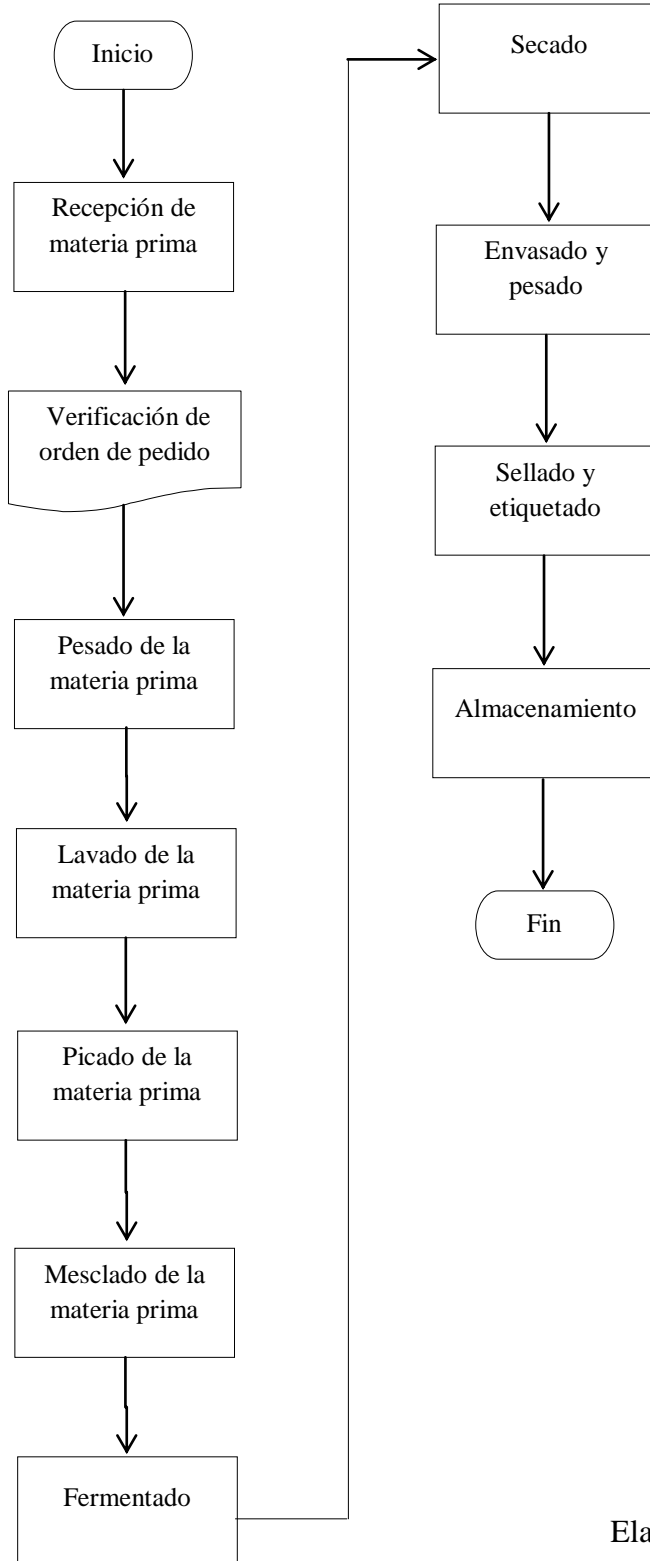 Inicio
Recepción de
materia prima
Verificación de
orden de pedido
Pesado de la
materia prima
Lavado de la
materia prima
Picado de la
materia prima
Mesclado de la
materia prima
Fermentado
Secado
Envasado y
pesado
Sellado y
etiquetado
Almacenamiento
Fin
Ela